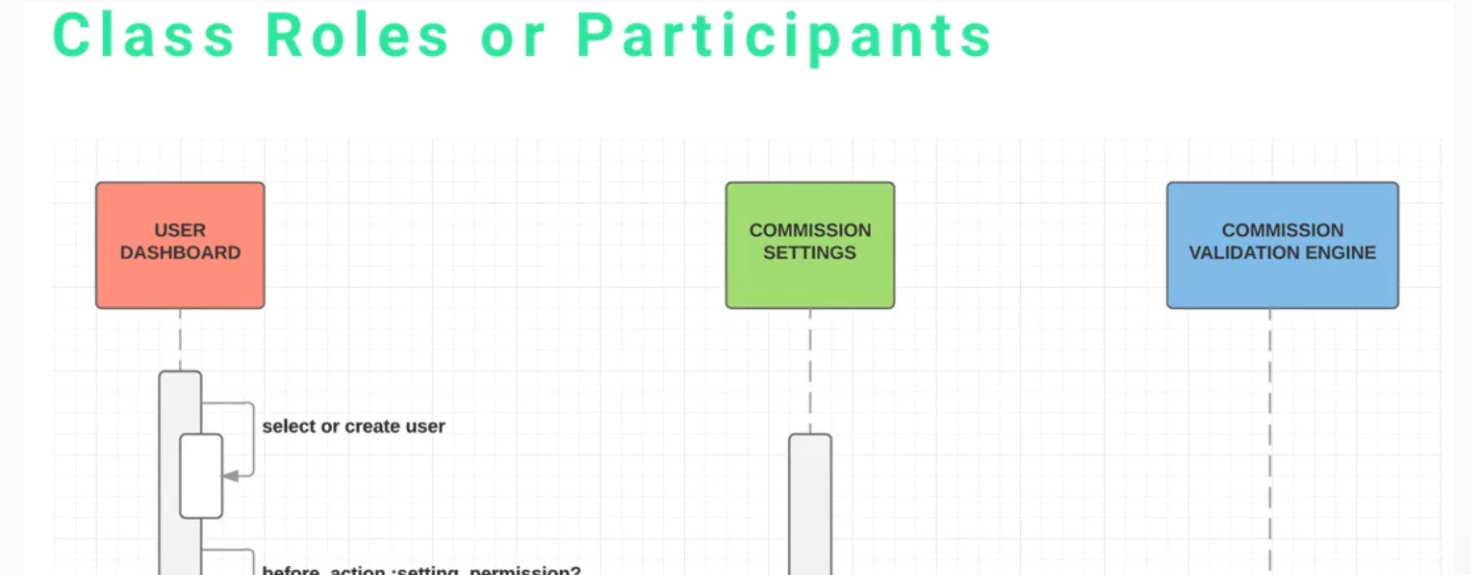 Class Roles or Participants
USER
DASHBOARD
COMMISSION
SETTINGS
COMMISSION
VALIDATION ENGINE
select or create user
before_action :setting_permission?